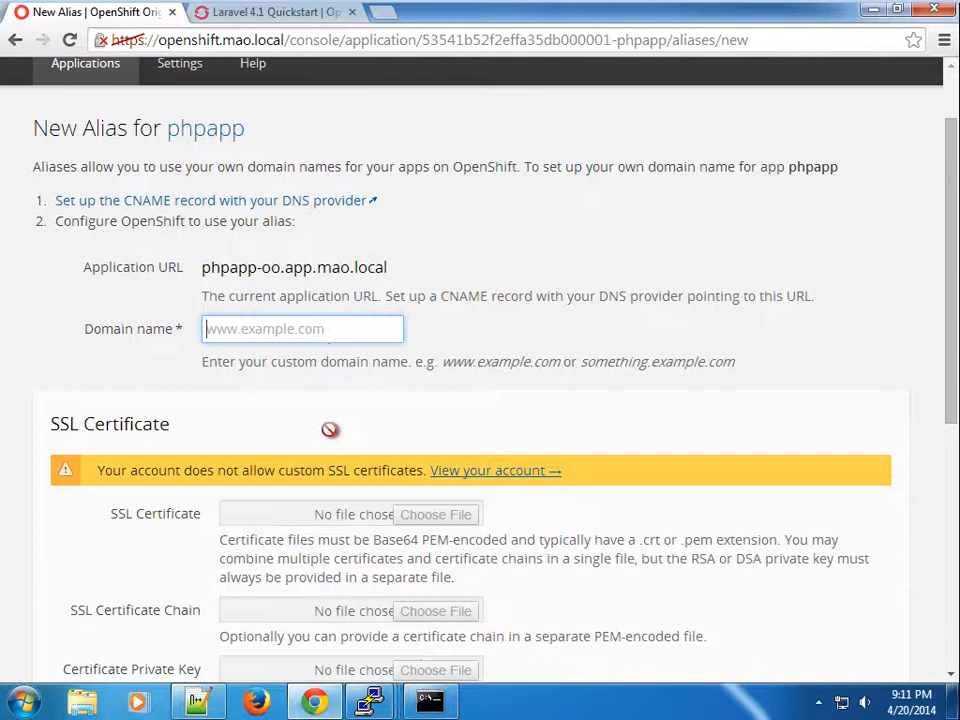 New Alias | OpenShift Ori
Laravel 4.1 Quickstart | Op
https://openshift.mao.local/console/application/53541b52f2effa35db000001-phpapp/aliases/new
Applications Settings Help
New Alias for phpapp
Aliases allow you to use your own domain names for your apps on OpenShift. To set up your own domain name for app phpapp
1. Set up the CNAME record with your DNS provider
2. Configure OpenShift to use your alias:
Application URL phpapp-oo.app.mao.local
The current application URL. Set up a CNAME record with your DNS provider pointing to this URL.
Domain name * www.example.com
Enter your custom domain name. e.g. www.example.com or something.example.com
SSL Certificate
Your account does not allow custom SSL certificates. View your account →
SSL Certificate No file chose Choose File
Certificate files must be Base64 PEM-encoded and typically have a .crt or .pem extension. You may
combine multiple certificates and certificate chains in a single file, but the RSA or DSA private key must
always be provided in a separate file.
SSL Certificate Chain No file chose Choose File
Optionally you can provide a certificate chain in a separate PEM-encoded file.
Certificate Private Key No file chose Choose File
9:11 PM
4/20/2014